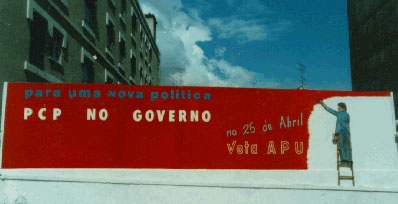 para uma nova política
PCP NO GOVERNO
no 25 de Abril
Vota APU